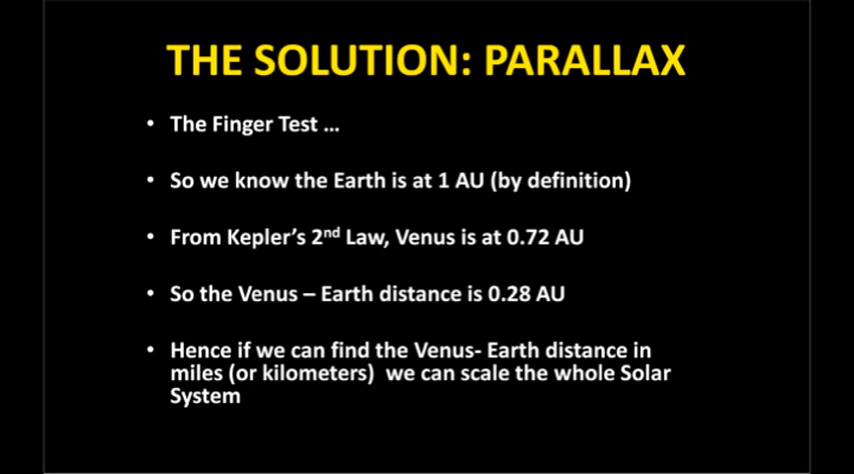 THE SOLUTION: PARALLAX
• The Finger Test ...
• So we know the Earth is at 1 AU (by definition)
• From Kepler’s 2nd Law, Venus is at 0.72 AU
• So the Venus – Earth distance is 0.28 AU
• Hence if we can find the Venus- Earth distance in
miles (or kilometers)  we can scale the whole Solar
System